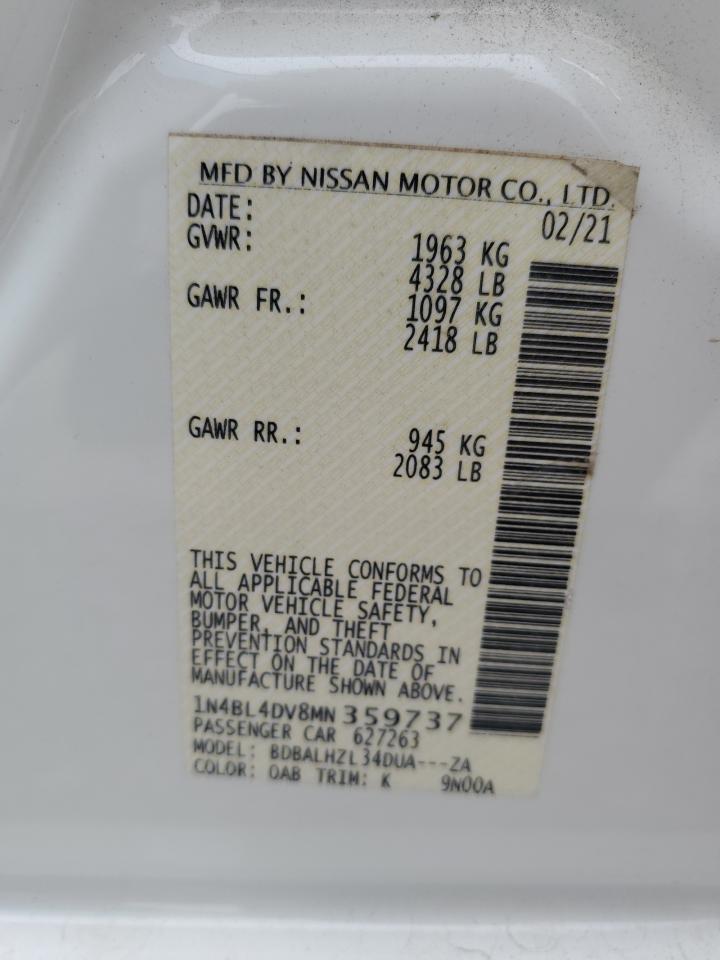 MFD BY NISSAN MOTOR CO., LTD.
DATE: 02/21
GVWR: 1963 KG
4328 LB
GAWR FR.: 1097 KG
2418 LB
GAWR RR.: 945 KG
2083 LB
THIS VEHICLE CONFORMS TO
ALL APPLICABLE FEDERAL
MOTOR VEHICLE SAFETY,
BUMPER, AND THEFT
PREVENTION STANDARDS IN
EFFECT ON THE DATE OF
MANUFACTURE SHOWN ABOVE.
1N4BL4DV8MN359737
PASSENGER CAR 627263
MODEL: BDBALHZL34DUA---ZA
COLOR: QAB TRIM: K 9N00A